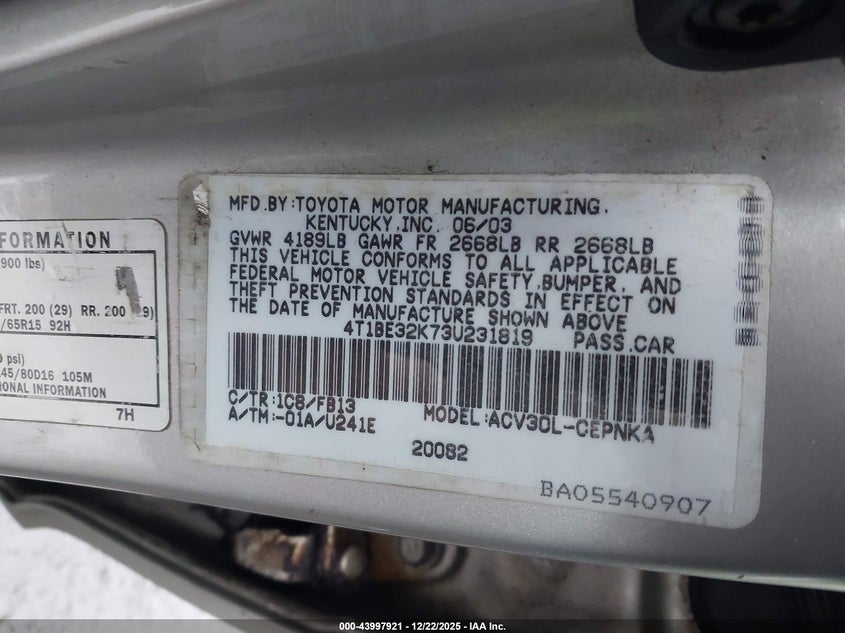 FORMATION
900 lbs)
FRT. 200 (29) RR. 200 9)
/65R15 92H
0 psi)
145/80D16 105M
IONAL INFORMATION
7H
MFD.BY:TOYOTA MOTOR MANUFACTURING,
KENTUCKY,INC. 06/03
GVWR 4189LB GAWR FR 2668LB RR 2668LB
THIS VEHICLE CONFORMS TO ALL APPLICABLE
FEDERAL MOTOR VEHICLE SAFETY,BUMPER, AND
THEFT PREVENTION STANDARDS IN EFFECT ON
THE DATE OF MANUFACTURE SHOWN ABOVE
4T1BE32K73U231819 PASS.CAR
C/TR:1C8/FB13
A/TM:-01A/U241E MODEL:ACV30L-CEPNKA
20082
BA05540907
000-43997921 - 12/22/2025 - IAA Inc.